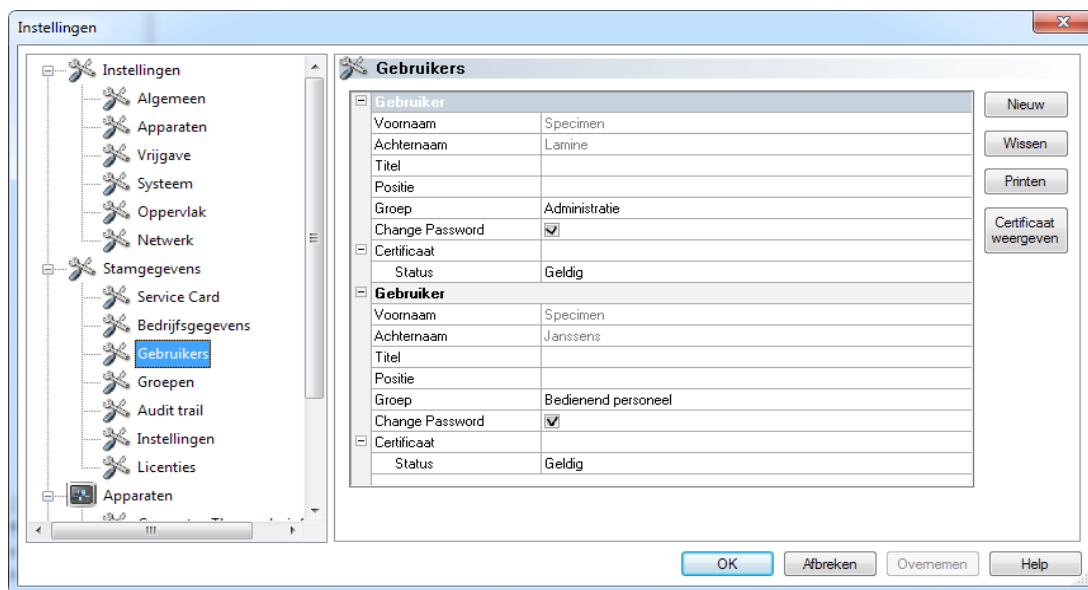 Instellingen
Instellingen
Algemeen
Apparaten
Vrijgave
Systeem
Oppervlak
Netwerk
Stamgegevens
Service Card
Bedrijfsgegevens
Gebruikers
Groepen
Audit trail
Instellingen
Licenties
Apparaten
Gebruikers
Gebruiker
Voornaam Specimen
Achternaam Lamine
Titel
Positie
Groep Administratie
Change Password
Certificaat
Status Geldig
Gebruiker
Voornaam Specimen
Achternaam Janssens
Titel
Positie
Groep Bedienend personeel
Change Password
Certificaat
Status Geldig
Nieuw
Wissen
Printen
Certificaat
weergeven
OK Afbreken Overnemen Help